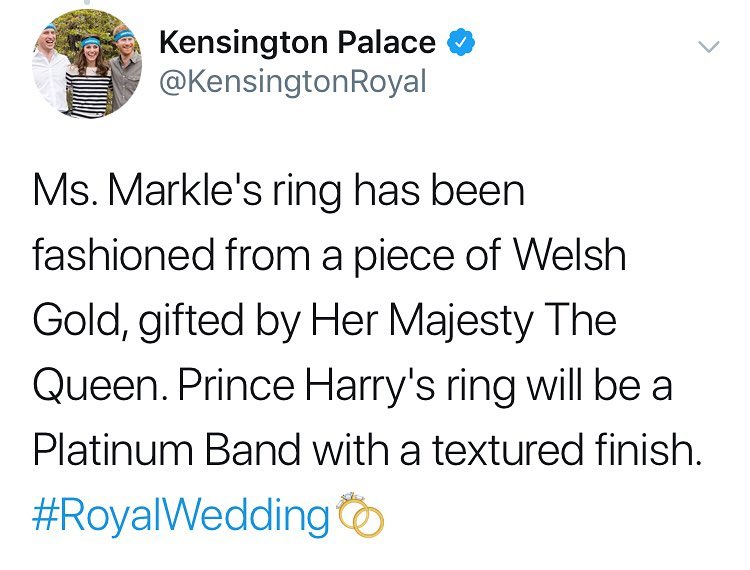 Kensington Palace
@KensingtonRoyal
Ms. Markle's ring has been
fashioned from a piece of Welsh
Gold, gifted by Her Majesty The
Queen. Prince Harry's ring will be a
Platinum Band with a textured finish.
#RoyalWedding